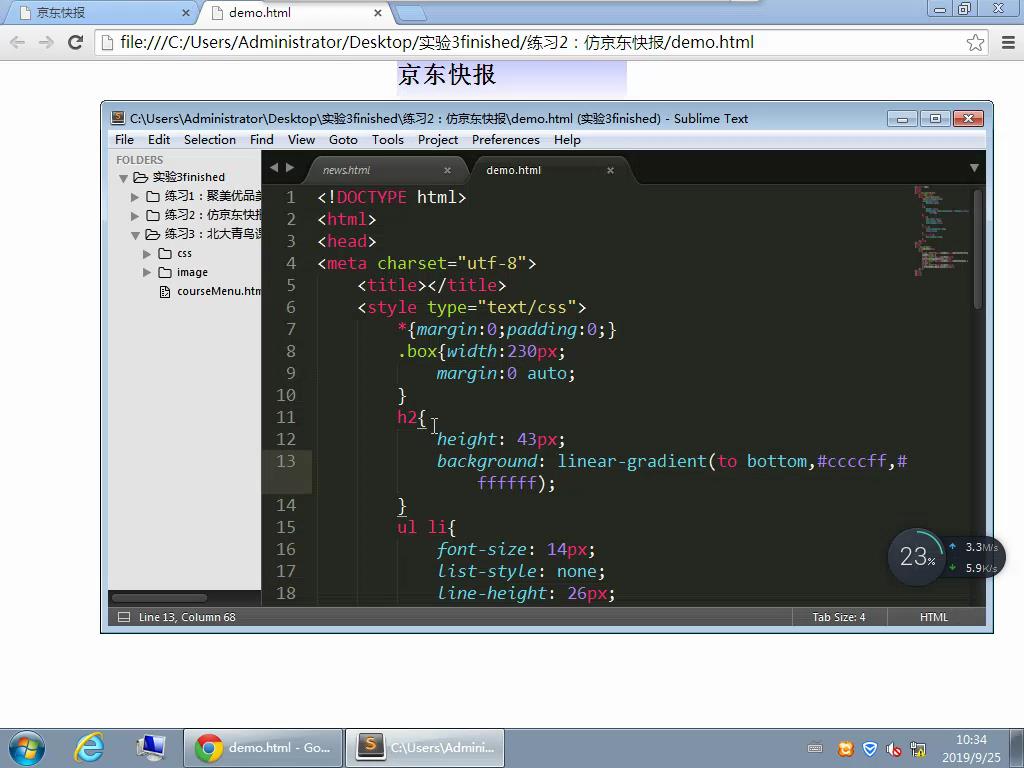 京东快报
demo.html
file:///C:/Users/Administrator/Desktop/实验3finished/练习2：仿京东快报/demo.html
京东快报
C:\Users\Administrator\Desktop\实验3finished\练习2：仿京东快报\demo.html (实验3finished) - Sublime Text
File Edit Selection Find View Goto Tools Project Preferences Help
FOLDERS
实验3finished
练习1：聚美优品美
练习2：仿京东快报
练习3：北大青鸟课
css
image
courseMenu.htm
news.html
demo.html
1 <!DOCTYPE html>
2 <html>
3 <head>
4 <meta charset="utf-8">
5 <title></title>
6 <style type="text/css">
7 *{margin:0;padding:0;}
8 .box{width:230px;
9 margin:0 auto;
10 }
11 h2{
12 height: 43px;
13 background: linear-gradient(to bottom,#ccccff,#
ffffff);
14 }
15 ul li{
16 font-size: 14px;
17 list-style: none;
18 line-height: 26px;
23%
3.3M/s
5.9K/s
Line 13, Column 68
Tab Size: 4
HTML
demo.html - Go...
C:\Users\Admini...
10:34
2019/9/25